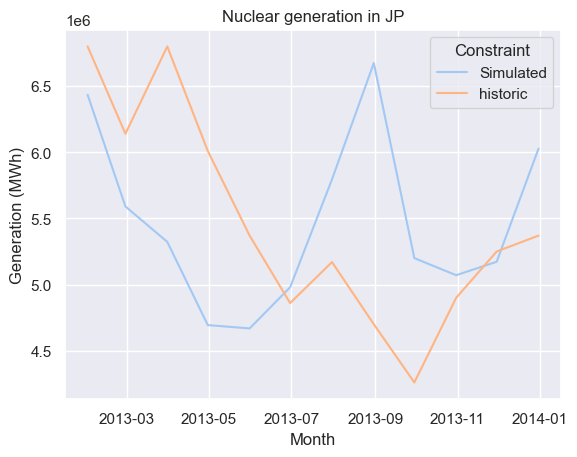 Nuclear generation in JP
1e6
Constraint
Simulated
historic
6.5
6.0
5.5
5.0
4.5
Generation (MWh)
2013-03 2013-05 2013-07 2013-09 2013-11 2014-01
Month